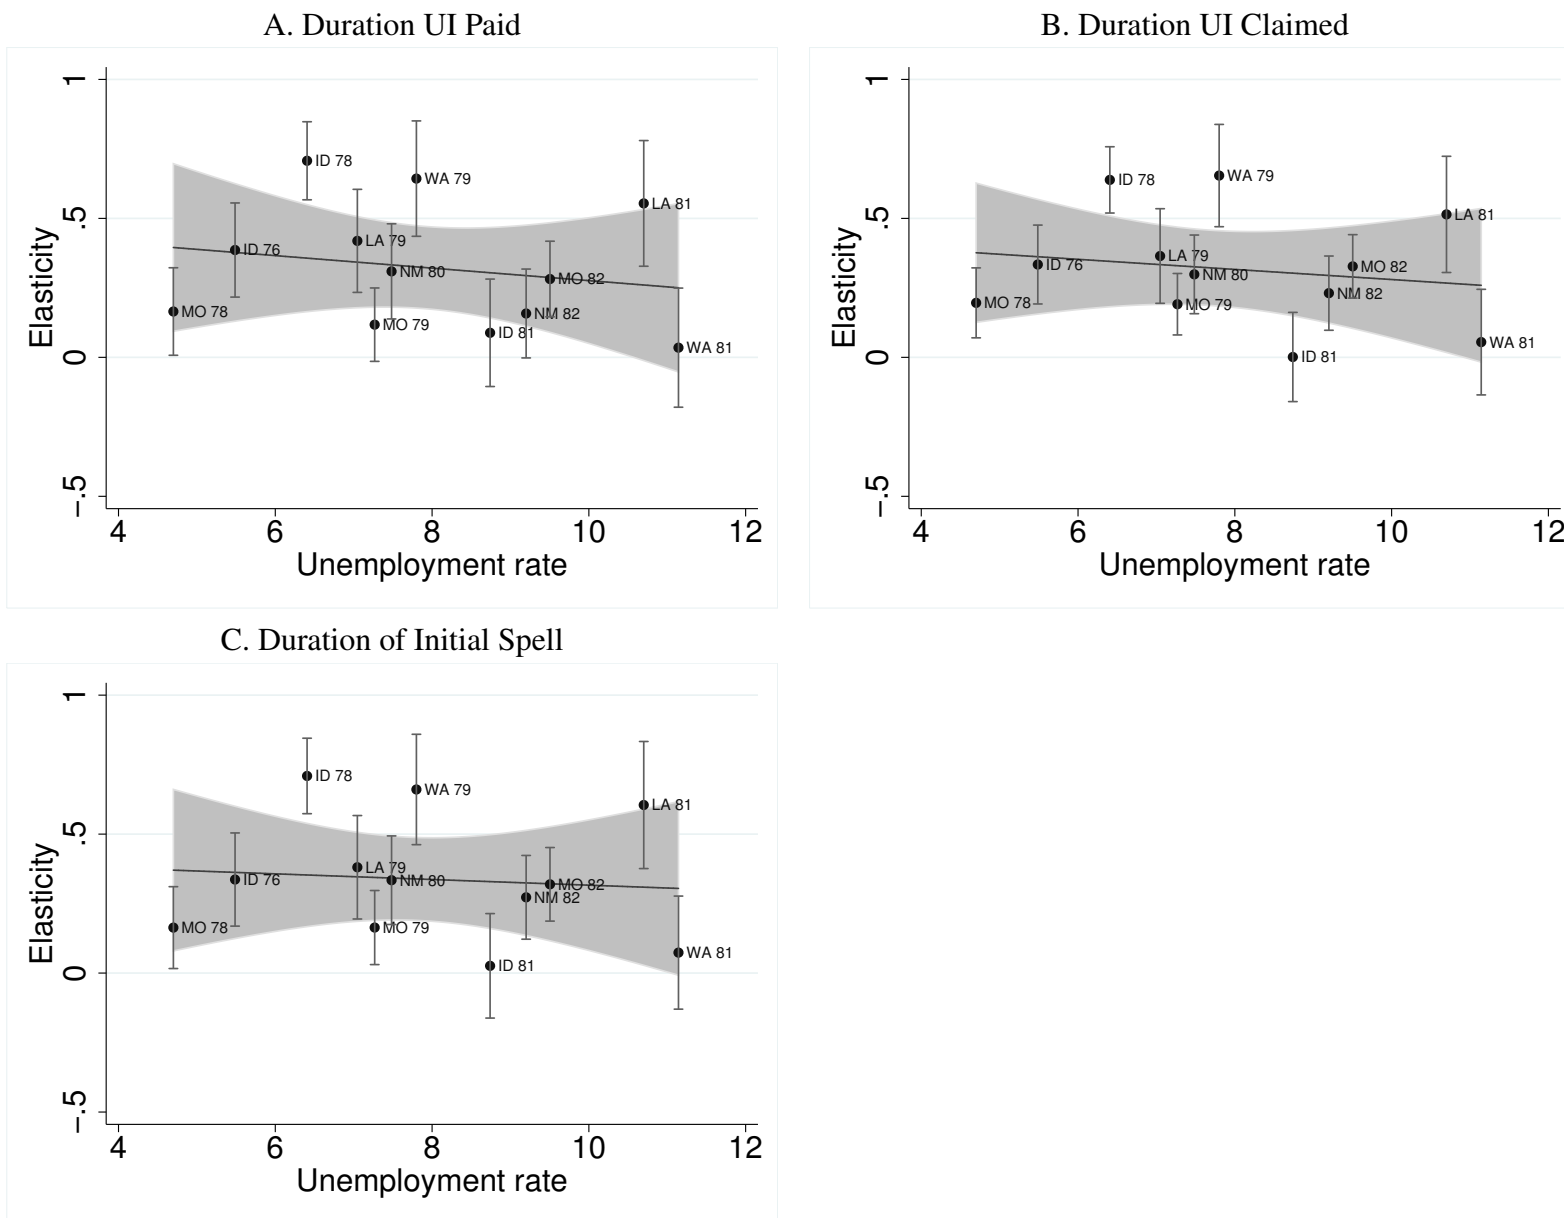 A. Duration UI Paid
Elasticity
1
.5
0
−.5
ID 78
WA 79
LA 81
LA 79
ID 76
NM 80
MO 82
MO 78
NM 82
MO 79
ID 81
WA 81
4 6 8 10 12
Unemployment rate
B. Duration UI Claimed
Elasticity
1
.5
0
−.5
WA 79
ID 78
LA 81
LA 79
ID 76
MO 82
NM 80
NM 82
MO 78
MO 79
WA 81
ID 81
4 6 8 10 12
Unemployment rate
C. Duration of Initial Spell
Elasticity
1
.5
0
−.5
ID 78
WA 79
LA 81
LA 79
ID 76
NM 80
MO 82
NM 82
MO 78
MO 79
WA 81
ID 81
4 6 8 10 12
Unemployment rate